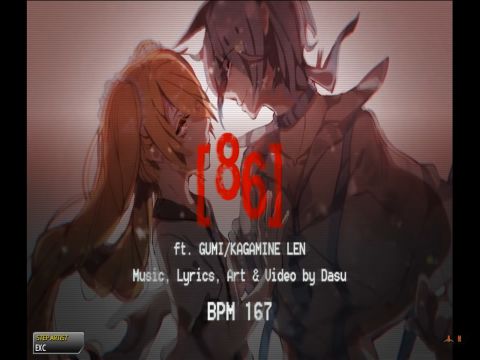 [86]
ft. GUMI/KAGAMINE LEN
Music, Lyrics, Art & Video by Dasu
BPM 167
STEP ARTIST
EXC